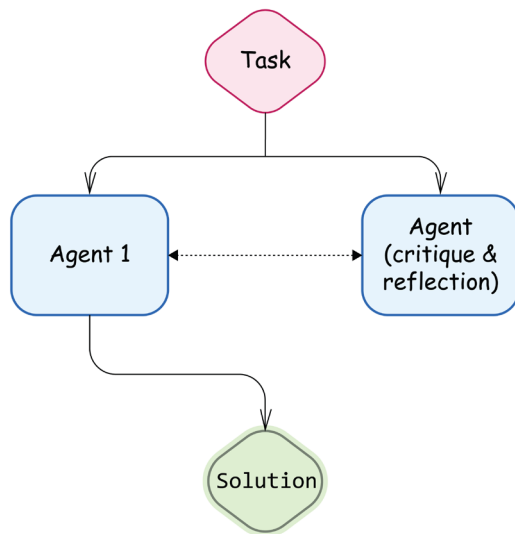 Task
Agent 1
Agent
(critique &
reflection)
Solution